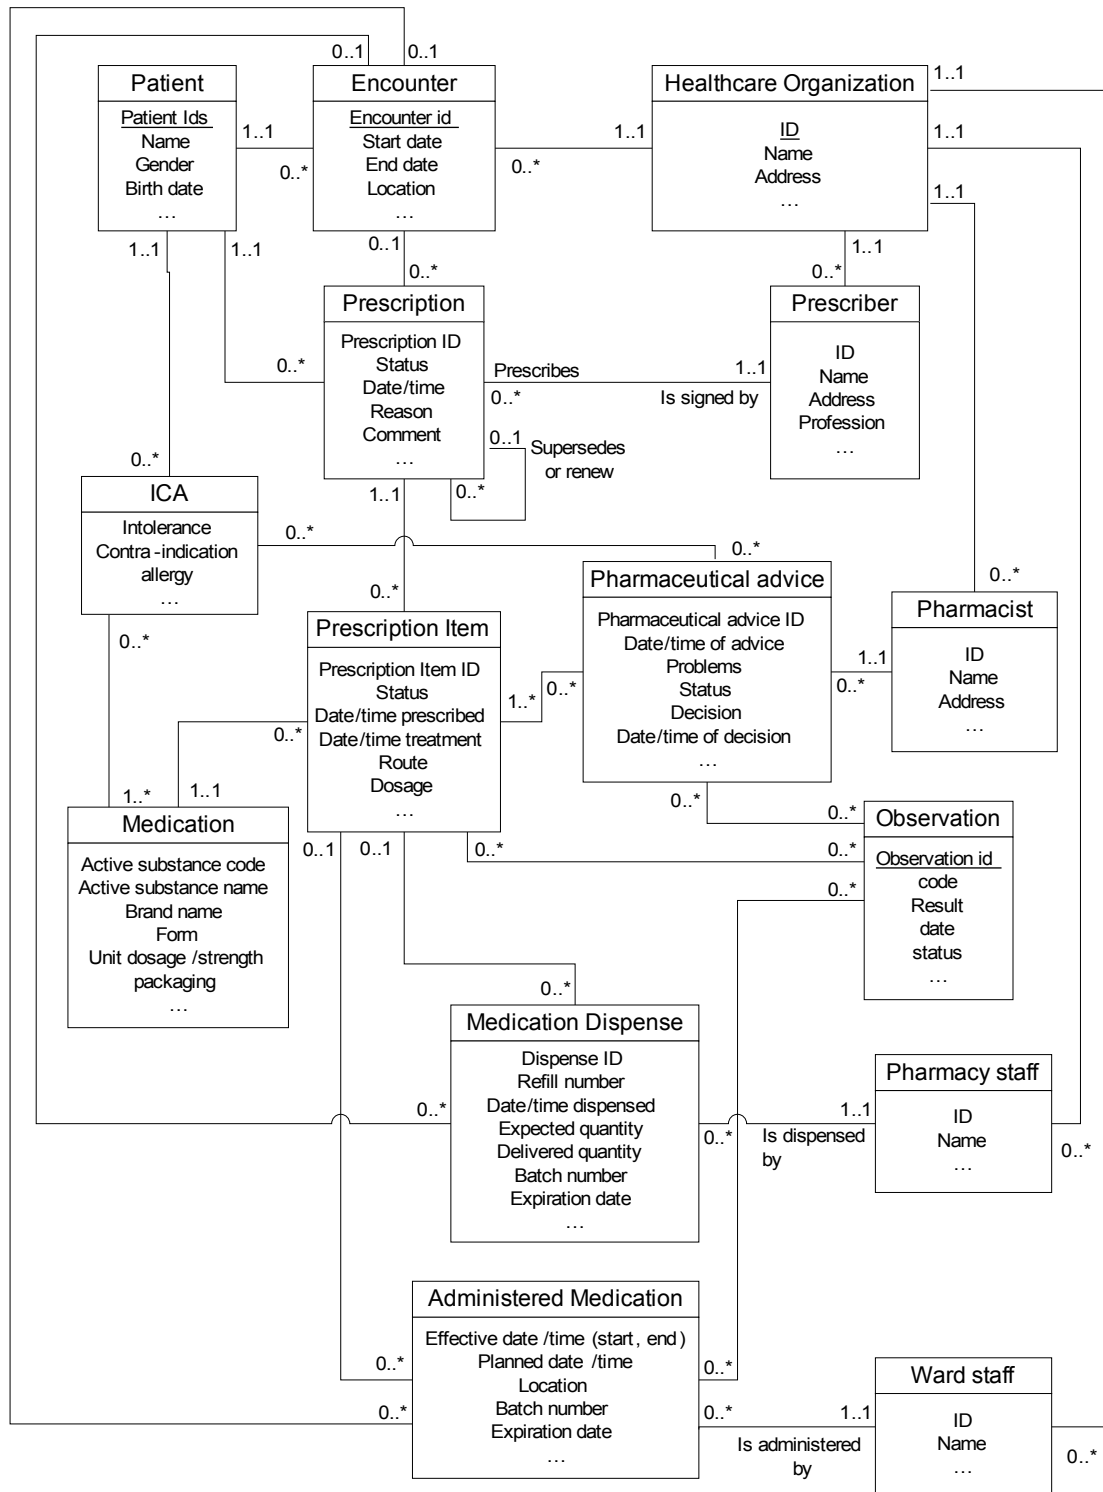 0..1
0..1
1..1
Patient
Encounter
Healthcare Organization
Patient Ids
Name
Gender
Birth date
…
1..1
0..*
Encounter id
Start date
End date
Location
…
0..*
1..1
ID
Name
Address
…
1..1
1..1
1..1
1..1
0..1
0..*
1..1
0..*
Prescription
Prescriber
Prescription ID
Status
Date/time
Reason
Comment
…
0..*
Prescribes
0..*
1..1
Is signed by
ID
Name
Address
Profession
…
0..1
Supersedes
or renew
0..*
1..1
0..*
ICA
Intolerance
Contra-indication
allergy
…
0..*
0..*
0..*
0..*
Pharmaceutical advice
Pharmaceutical advice ID
Date/time of advice
Problems
Status
Decision
Date/time of decision
…
0..*
Pharmacist
ID
Name
Address
…
1..1
0..*
Prescription Item
Prescription Item ID
Status
Date/time prescribed
Date/time treatment
Route
Dosage
…
1..*
0..*
0..*
0..*
1..*
1..1
Medication
Active substance code
Active substance name
Brand name
Form
Unit dosage /strength
packaging
…
0..1
0..1
0..*
0..*
0..*
0..*
0..*
Observation
Observation id
code
Result
date
status
…
0..*
Medication Dispense
Dispense ID
Refill number
Date/time dispensed
Expected quantity
Delivered quantity
Batch number
Expiration date
…
0..*
0..*
1..1
Is dispensed
by
Pharmacy staff
ID
Name
…
0..*
Administered Medication
Effective date /time (start, end)
Planned date /time
Location
Batch number
Expiration date
…
0..*
0..*
0..*
0..*
1..1
Is administered
by
Ward staff
ID
Name
…
0..*